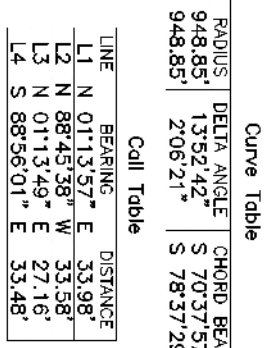 Curve Table
RADIUS DELTA ANGLE CHORD BEA
948.85' 13°52'42" S 70°37'5
948.85' 2°06'21" S 78°37'2
Call Table
LINE BEARING DISTANCE
L1 N 01°13'57" E 33.98'
L2 N 88°45'38" W 33.58'
L3 N 01°13'49" E 27.16'
L4 S 88°56'01" E 33.48'